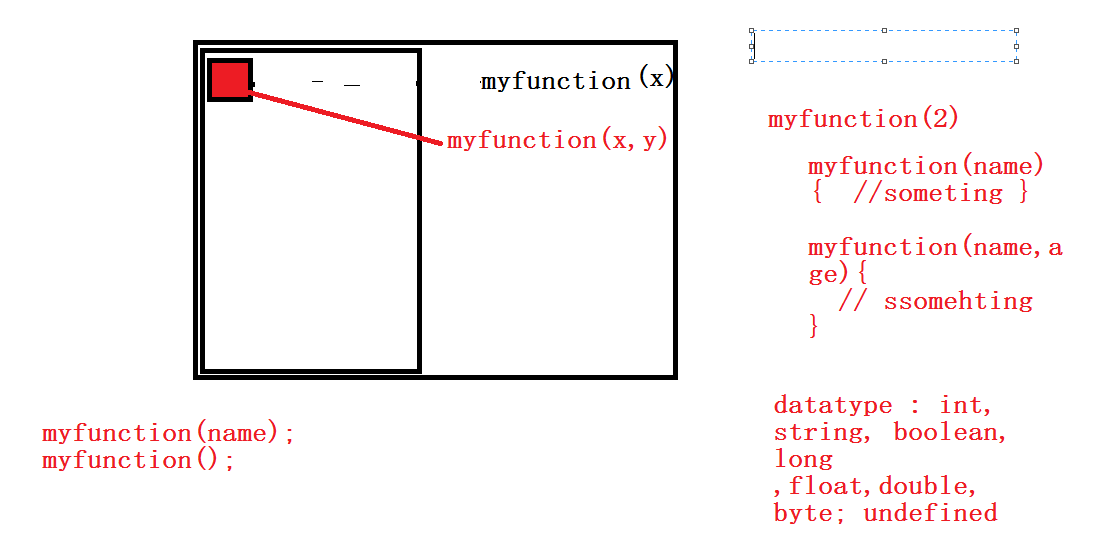 myfunction(x)
myfunction(x,y)
myfunction(2)
myfunction(name)
{  //someting }
myfunction(name,a
ge){
// ssomehting
}
datatype : int,
string, boolean,
long
,float,double,
byte; undefined
myfunction(name);
myfunction();